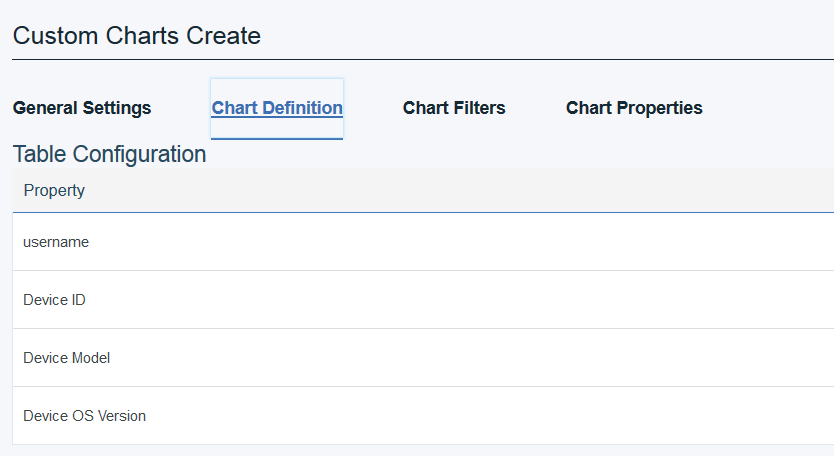 Custom Charts Create
General Settings Chart Definition Chart Filters Chart Properties
Table Configuration
Property
username
Device ID
Device Model
Device OS Version